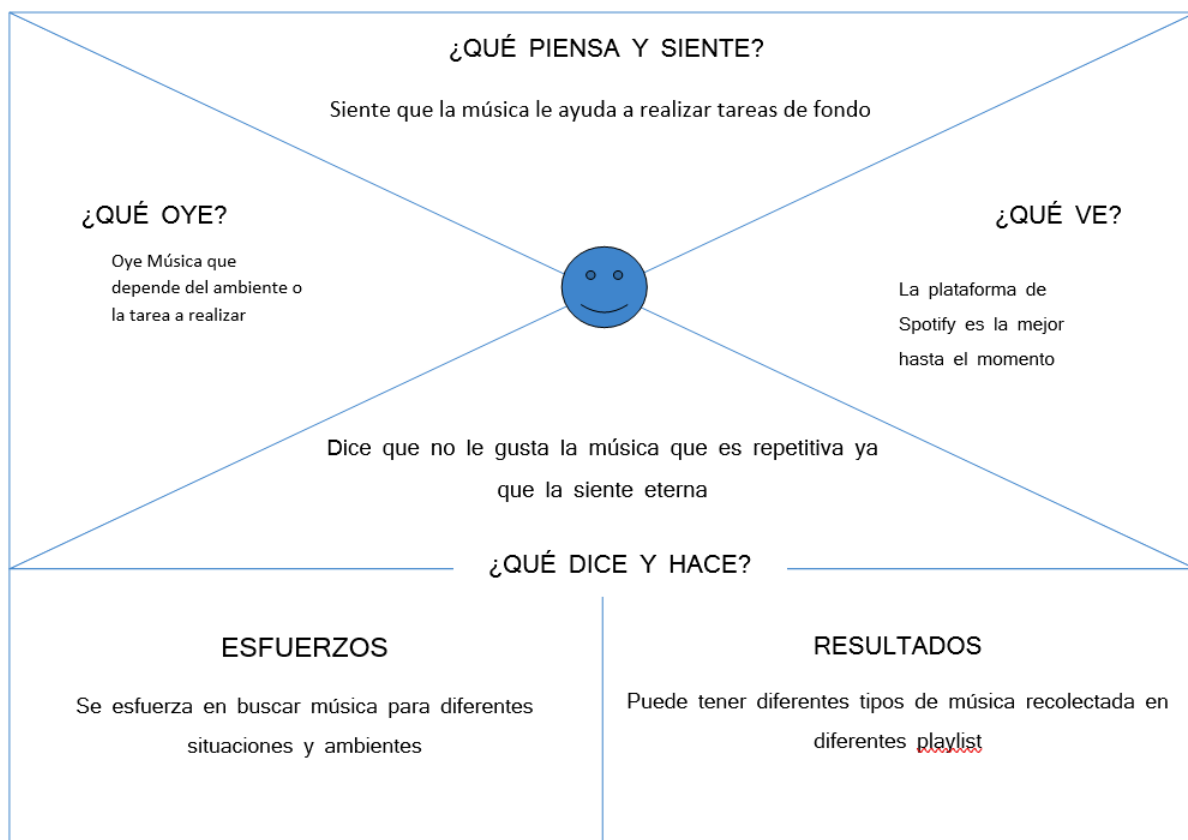 ¿QUÉ PIENSA Y SIENTE?
Siente que la música le ayuda a realizar tareas de fondo
¿QUÉ OYE?
Oye Música que
depende del ambiente o
la tarea a realizar
¿QUÉ VE?
La plataforma de
Spotify es la mejor
hasta el momento
Dice que no le gusta la música que es repetitiva ya
que la siente eterna
¿QUÉ DICE Y HACE?
ESFUERZOS
Se esfuerza en buscar música para diferentes
situaciones y ambientes
RESULTADOS
Puede tener diferentes tipos de música recolectada en
diferentes playlist